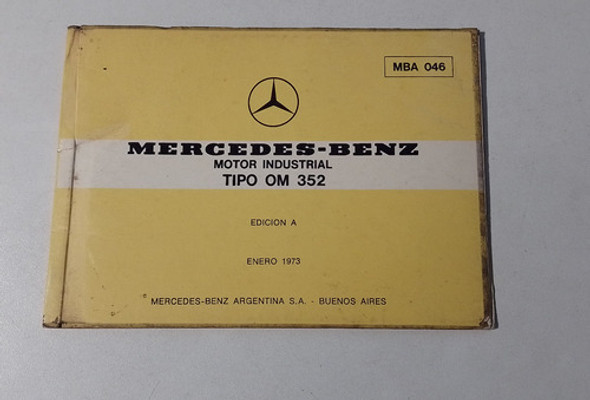 MBA 046
MERCEDES-BENZ
MOTOR INDUSTRIAL
TIPO OM 352
EDICION A
ENERO 1973
MERCEDES-BENZ ARGENTINA S.A. - BUENOS AIRES